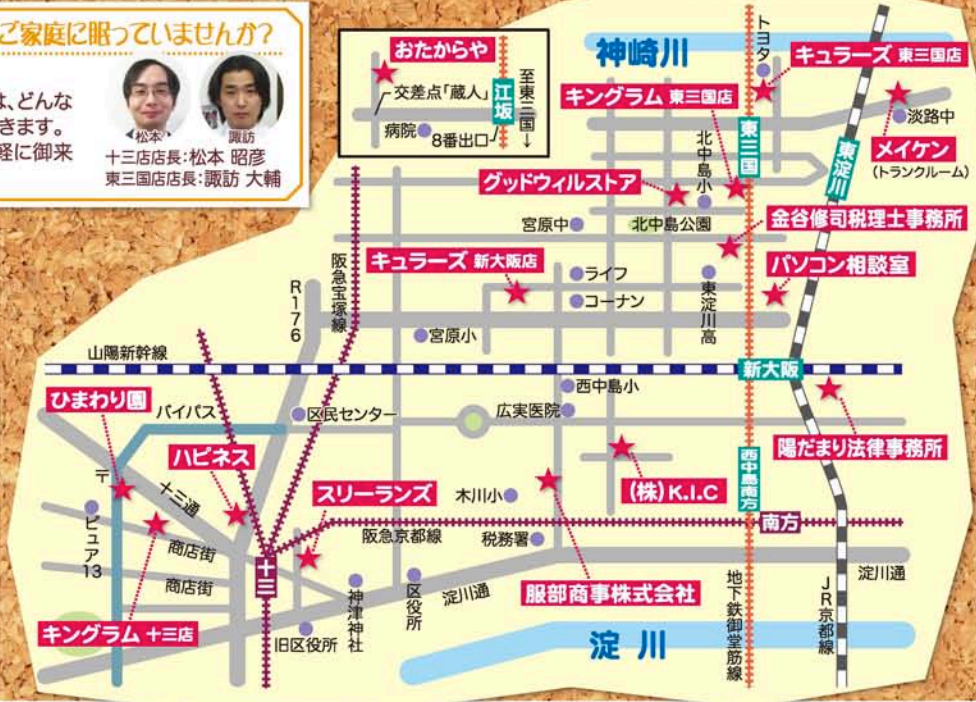 ご家庭に眠っていませんか?
は、どんな
きます。
軽に御来
松本
諏訪
十三店店長:松本 昭彦
東三国店店長:諏訪 大輔
おたからや
交差点「蔵人」
病院
8番出口
江坂
至東三国↓
神崎川
トヨタ
キュラーズ 東三国店
キングラム 東三国店
東三国
淡路中
メイケン
(トランクルーム)
東淀川
北中島小
グッドウィルストア
宮原中
北中島公園
金谷修司税理士事務所
キュラーズ 新大阪店
ライフ
コーナン
東淀川高
パソコン相談室
阪急宝塚線
R176
宮原小
山陽新幹線
新大阪
西中島小
広実医院
ひまわり園
バイパス
区民センター
陽だまり法律事務所
ハピネス
〒
十三通
スリーランズ
木川小
(株)K.I.C
西中島南方
南方
ピュア13
商店街
商店街
阪急京都線
税務署
十三
淀川通
キングラム 十三店
旧区役所
神津神社
区役所
淀川通
服部商事株式会社
淀川
地下鉄御堂筋線
JR京都線